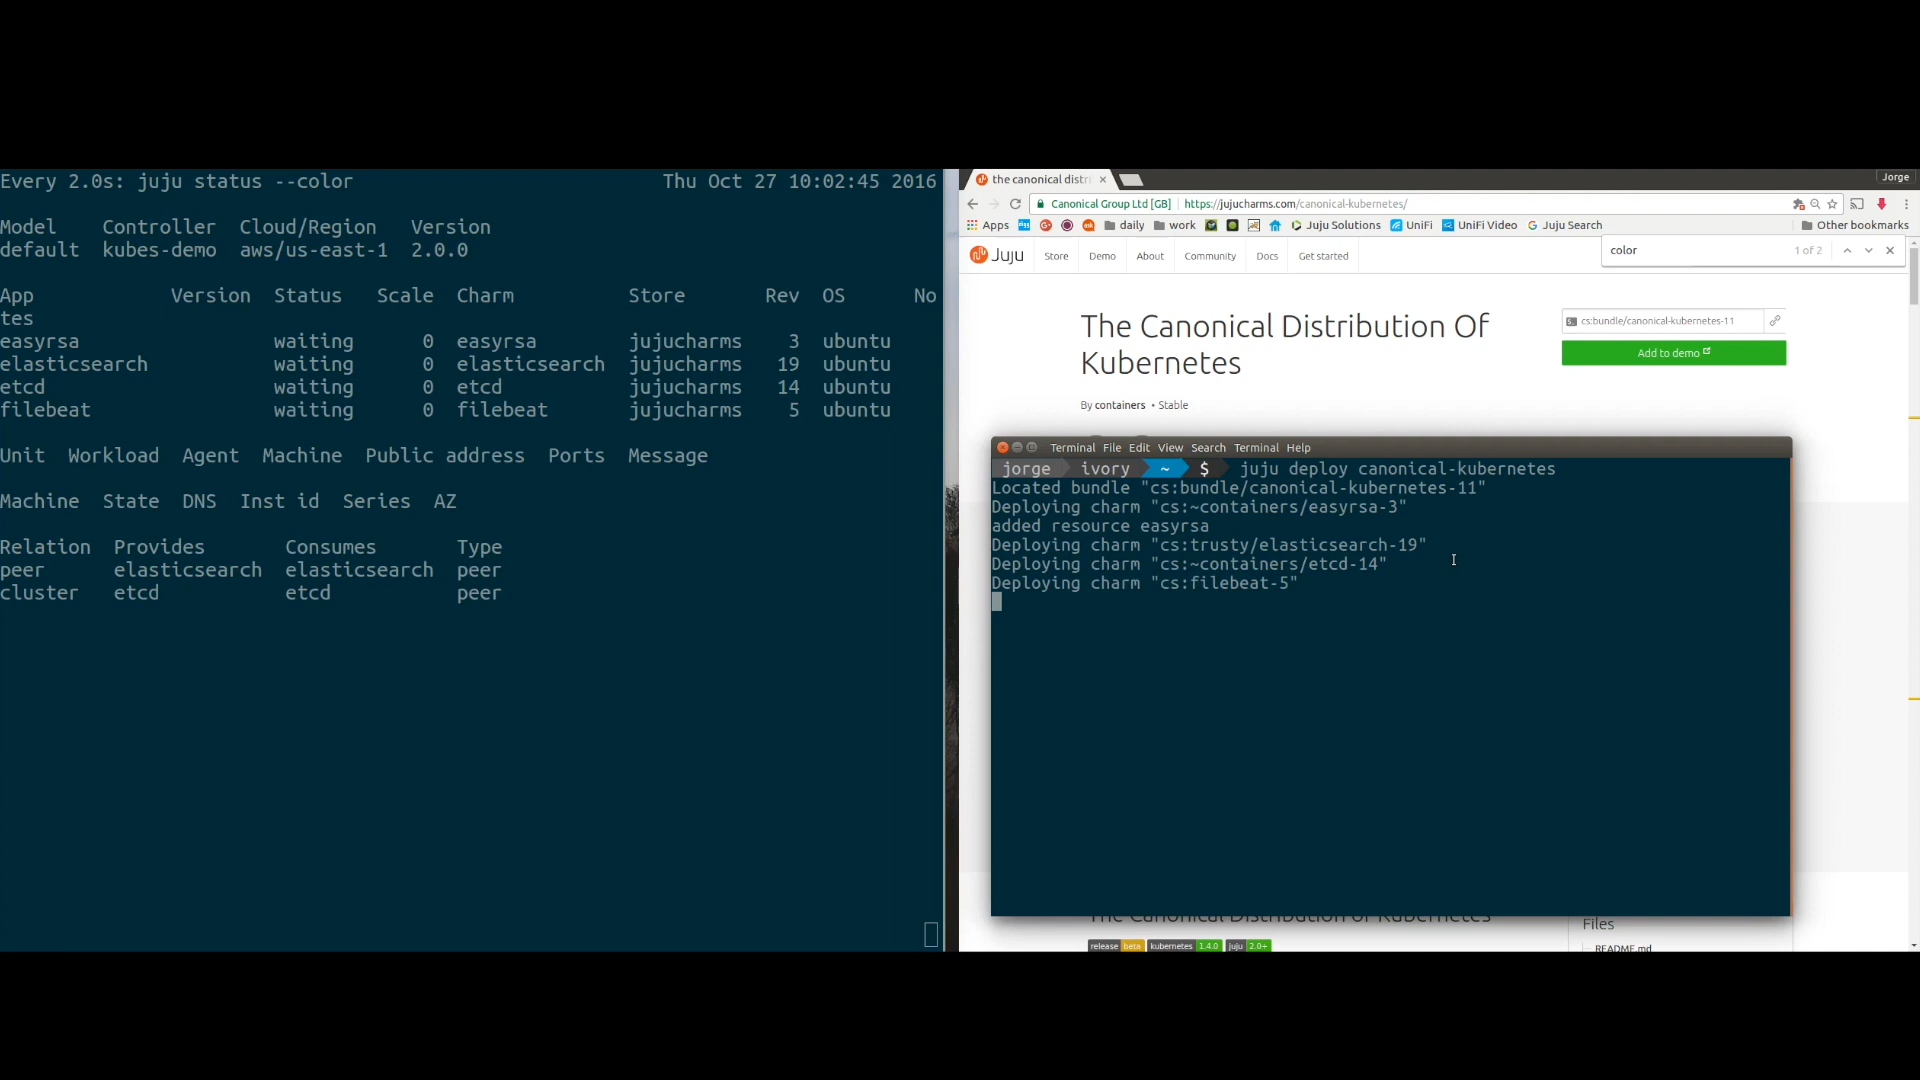 Every 2.0s: juju status --color Thu Oct 27 10:02:45 2016
Model Controller Cloud/Region Version
default kubes-demo aws/us-east-1 2.0.0
App Version Status Scale Charm Store Rev OS No
tes
easyrsa waiting 0 easyrsa jujucharms 3 ubuntu
elasticsearch waiting 0 elasticsearch jujucharms 19 ubuntu
etcd waiting 0 etcd jujucharms 14 ubuntu
filebeat waiting 0 filebeat jujucharms 5 ubuntu
Unit Workload Agent Machine Public address Ports Message
Machine State DNS Inst id Series AZ
Relation Provides Consumes Type
peer elasticsearch elasticsearch peer
cluster etcd etcd peer
the canonical distri
Jorge
Canonical Group Ltd [GB] https://jujucharms.com/canonical-kubernetes/
Apps daily work Juju Solutions UniFi UniFi Video Juju Search Other bookmarks
color 1 of 2
Juju Store Demo About Community Docs Get started
The Canonical Distribution Of
Kubernetes
By containers • Stable
cs:bundle/canonical-kubernetes-11
Add to demo
Terminal File Edit View Search Terminal Help
jorge ivory ~ $ juju deploy canonical-kubernetes
Located bundle "cs:bundle/canonical-kubernetes-11"
Deploying charm "cs:~containers/easyrsa-3"
added resource easyrsa
Deploying charm "cs:trusty/elasticsearch-19"
Deploying charm "cs:~containers/etcd-14"
Deploying charm "cs:filebeat-5"
The Canonical Distribution of Kubernetes
release beta kubernetes 1.4.0 juju 2.0+
Files
README.md